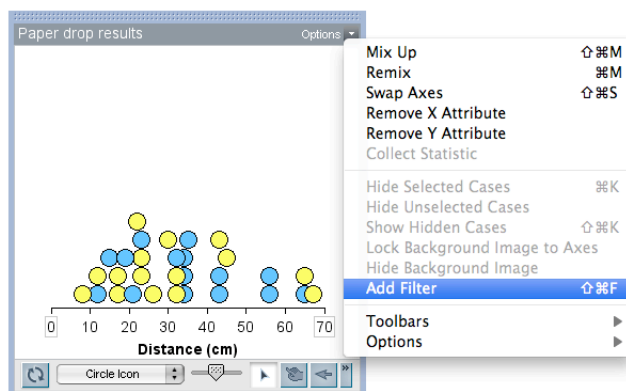 Paper drop results Options
Mix Up ⇧⌘M
Remix ⌘M
Swap Axes ⇧⌘S
Remove X Attribute
Remove Y Attribute
Collect Statistic
Hide Selected Cases ⌘K
Hide Unselected Cases
Show Hidden Cases ⇧⌘K
Lock Background Image to Axes
Hide Background Image
Add Filter ⇧⌘F
Toolbars
Options
0 10 20 30 40 50 60 70
Distance (cm)
Circle Icon